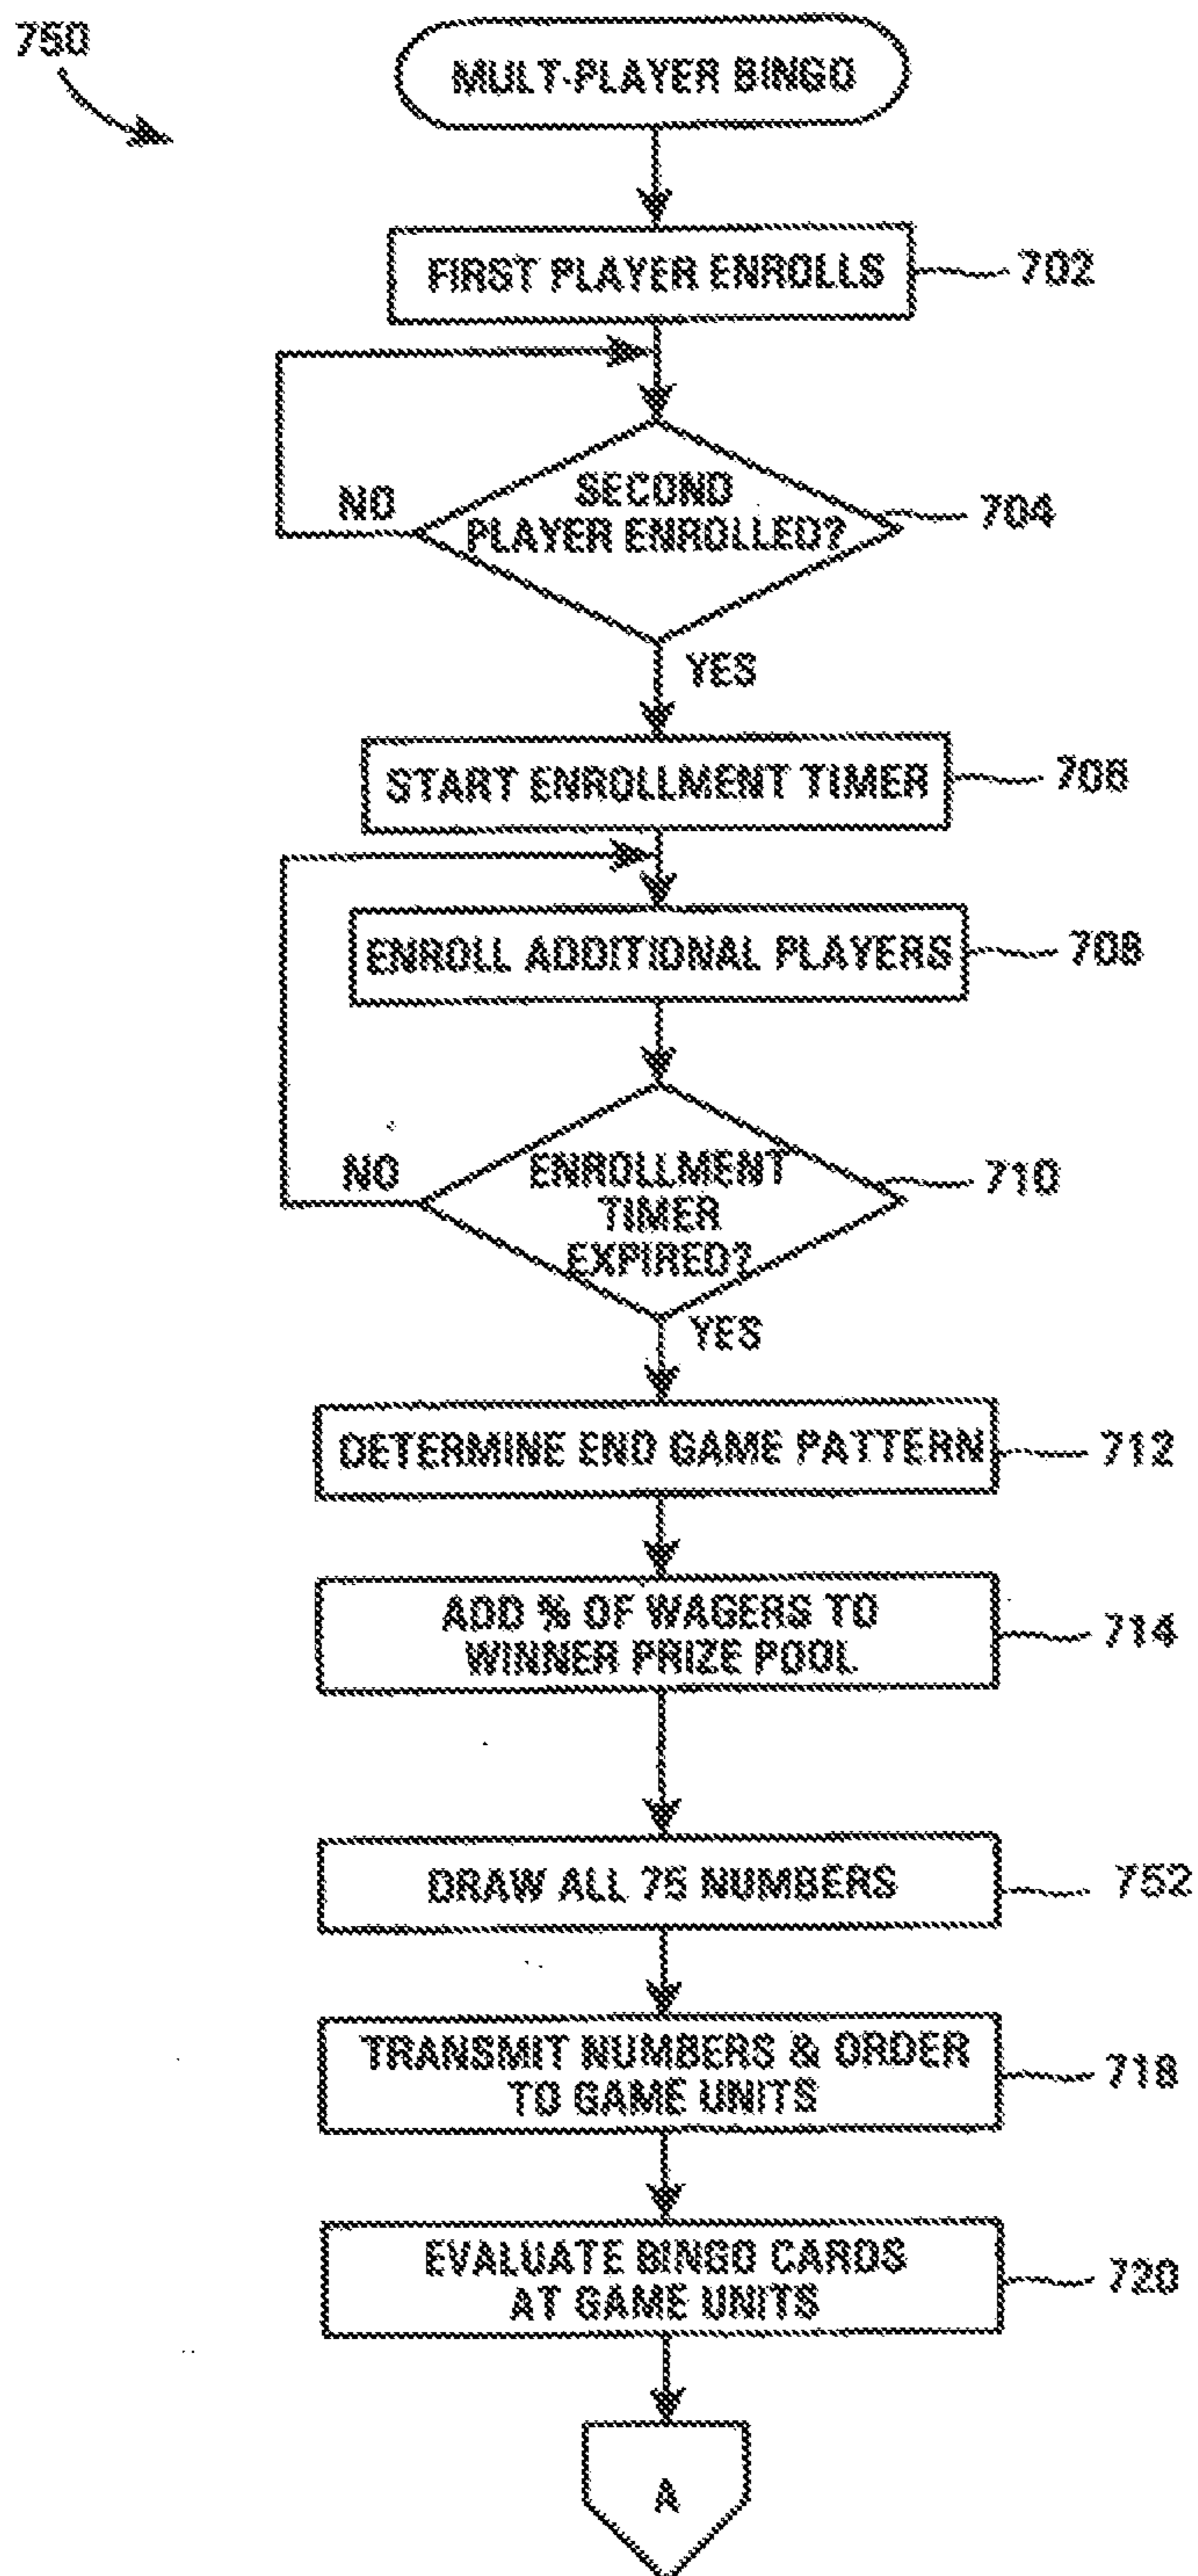 750
MULT-PLAYER BINGO
FIRST PLAYER ENROLLS
702
SECOND
PLAYER ENROLLED?
704
NO
YES
START ENROLLMENT TIMER
706
ENROLL ADDITIONAL PLAYERS
708
ENROLLMENT
TIMER
EXPIRED?
710
NO
YES
DETERMINE END GAME PATTERN
712
ADD % OF WAGERS TO
WINNER PRIZE POOL
714
DRAW ALL 75 NUMBERS
752
TRANSMIT NUMBERS & ORDER
TO GAME UNITS
718
EVALUATE BINGO CARDS
AT GAME UNITS
720
A